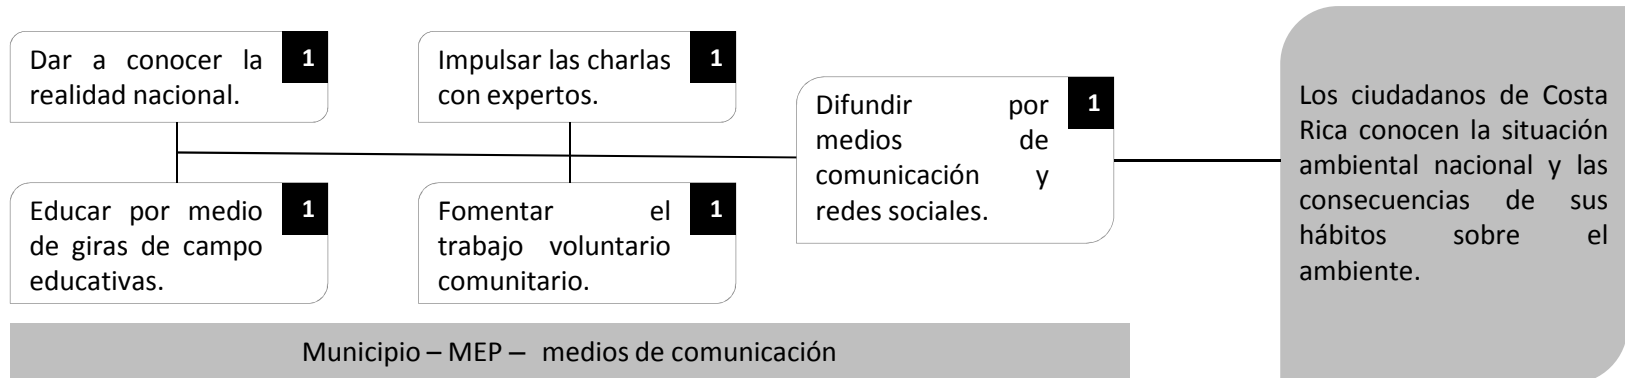 Dar a conocer la
realidad nacional.
1
Impulsar las charlas
con expertos.
1
Educar por medio
de giras de campo
educativas.
1
Fomentar el
trabajo voluntario
comunitario.
1
Difundir por
medios de
comunicación y
redes sociales.
1
Los ciudadanos de Costa
Rica conocen la situación
ambiental nacional y las
consecuencias de sus
hábitos sobre el
ambiente.
Municipio – MEP – medios de comunicación